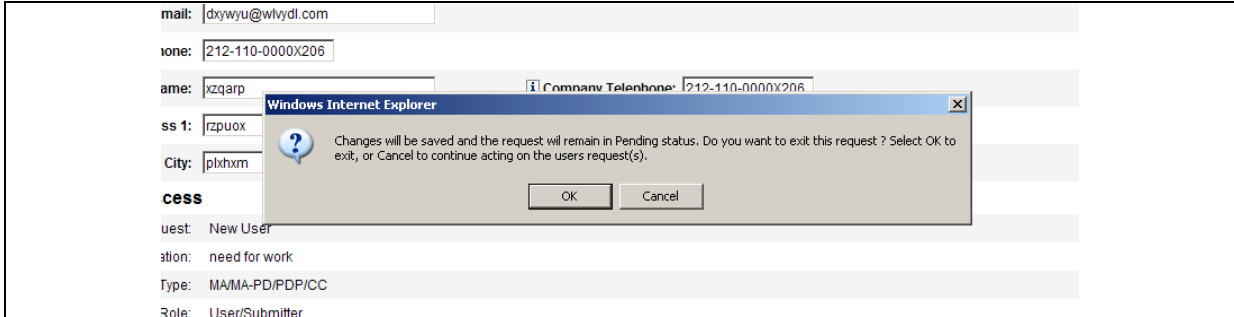 mail: dxywyu@wlvydl.com
hone: 212-110-0000X206
ame: xzqarp i Company Telephone: 212-110-0000X206
Windows Internet Explorer
ss 1: rzpuox
Changes will be saved and the request wil remain in Pending status. Do you want to exit this request ? Select OK to
exit, or Cancel to continue acting on the users request(s).
City: plxhxm
OK Cancel
cess
uest: New User
ation: need for work
Type: MA/MA-PD/PDP/CC
Role: User/Submitter